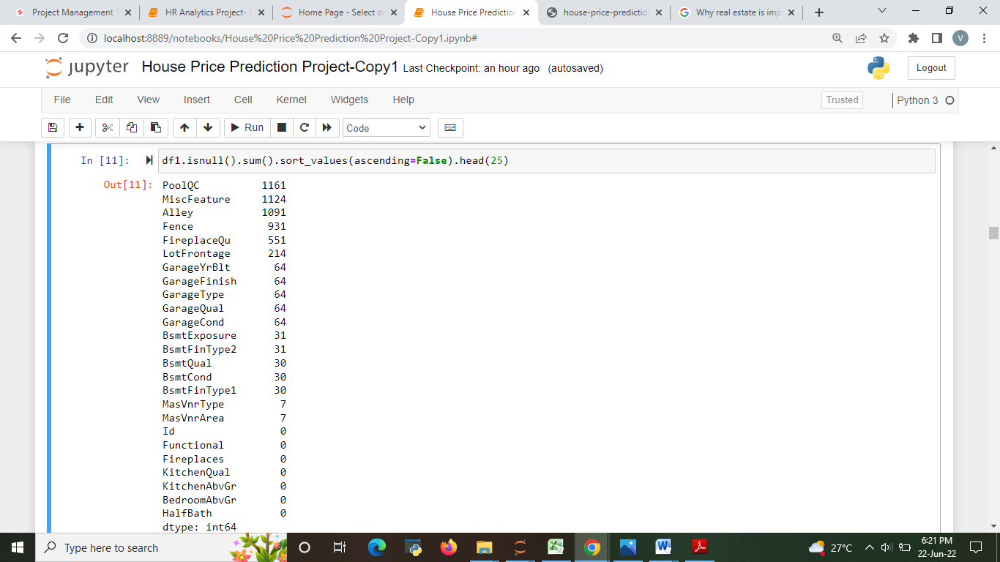 Project Management T
HR Analytics Project- U
Home Page - Select o
House Price Prediction
house-price-prediction
Why real estate is imp
localhost:8889/notebooks/House%20Price%20Prediction%20Project-Copy1.ipynb#
V
jupyter House Price Prediction Project-Copy1 Last Checkpoint: an hour ago (autosaved)
Logout
File Edit View Insert Cell Kernel Widgets Help
Trusted Python 3
Run Code
In [11]: df1.isnull().sum().sort_values(ascending=False).head(25)
Out[11]: PoolQC 1161
MiscFeature 1124
Alley 1091
Fence 931
FireplaceQu 551
LotFrontage 214
GarageYrBlt 64
GarageFinish 64
GarageType 64
GarageQual 64
GarageCond 64
BsmtExposure 31
BsmtFinType2 31
BsmtQual 30
BsmtCond 30
BsmtFinType1 30
MasVnrType 7
MasVnrArea 7
Id 0
Functional 0
Fireplaces 0
KitchenQual 0
KitchenAbvGr 0
BedroomAbvGr 0
HalfBath 0
dtype: int64
Type here to search
27°C
6:21 PM
22-Jun-22